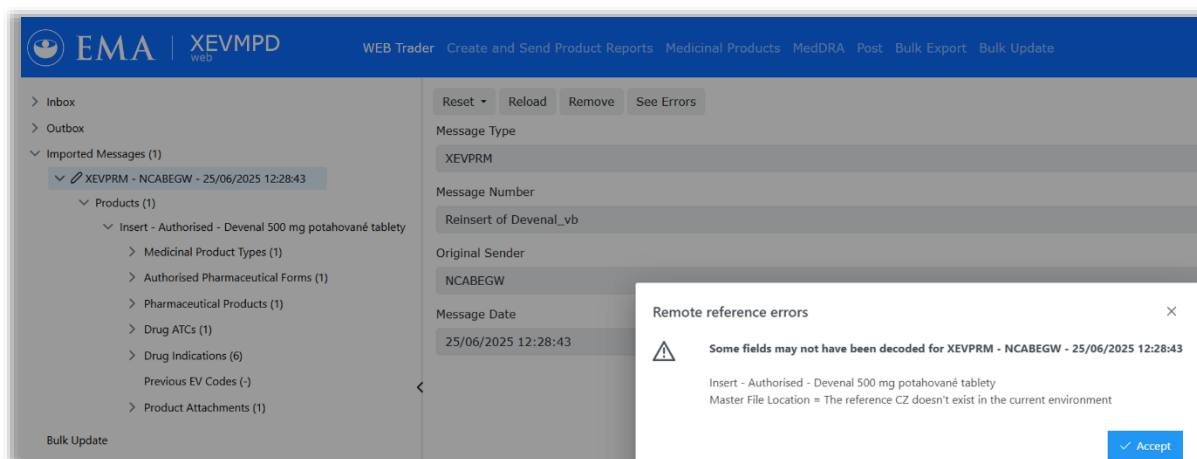 EMA XEVMPD web WEB Trader Create and Send Product Reports Medicinal Products MedDRA Post Bulk Export Bulk Update
Inbox
Outbox
Imported Messages (1)
XEVPRM - NCABEGW - 25/06/2025 12:28:43
Products (1)
Insert - Authorised - Devenal 500 mg potahované tablety
Medicinal Product Types (1)
Authorised Pharmaceutical Forms (1)
Pharmaceutical Products (1)
Drug ATCs (1)
Drug Indications (6)
Previous EV Codes (-)
Product Attachments (1)
Bulk Update
Reset Reload Remove See Errors
Message Type
XEVPRM
Message Number
Reinsert of Devenal_vb
Original Sender
NCABEGW
Message Date
25/06/2025 12:28:43
Remote reference errors
Some fields may not have been decoded for XEVPRM - NCABEGW - 25/06/2025 12:28:43
Insert - Authorised - Devenal 500 mg potahované tablety
Master File Location = The reference CZ doesn't exist in the current environment
Accept